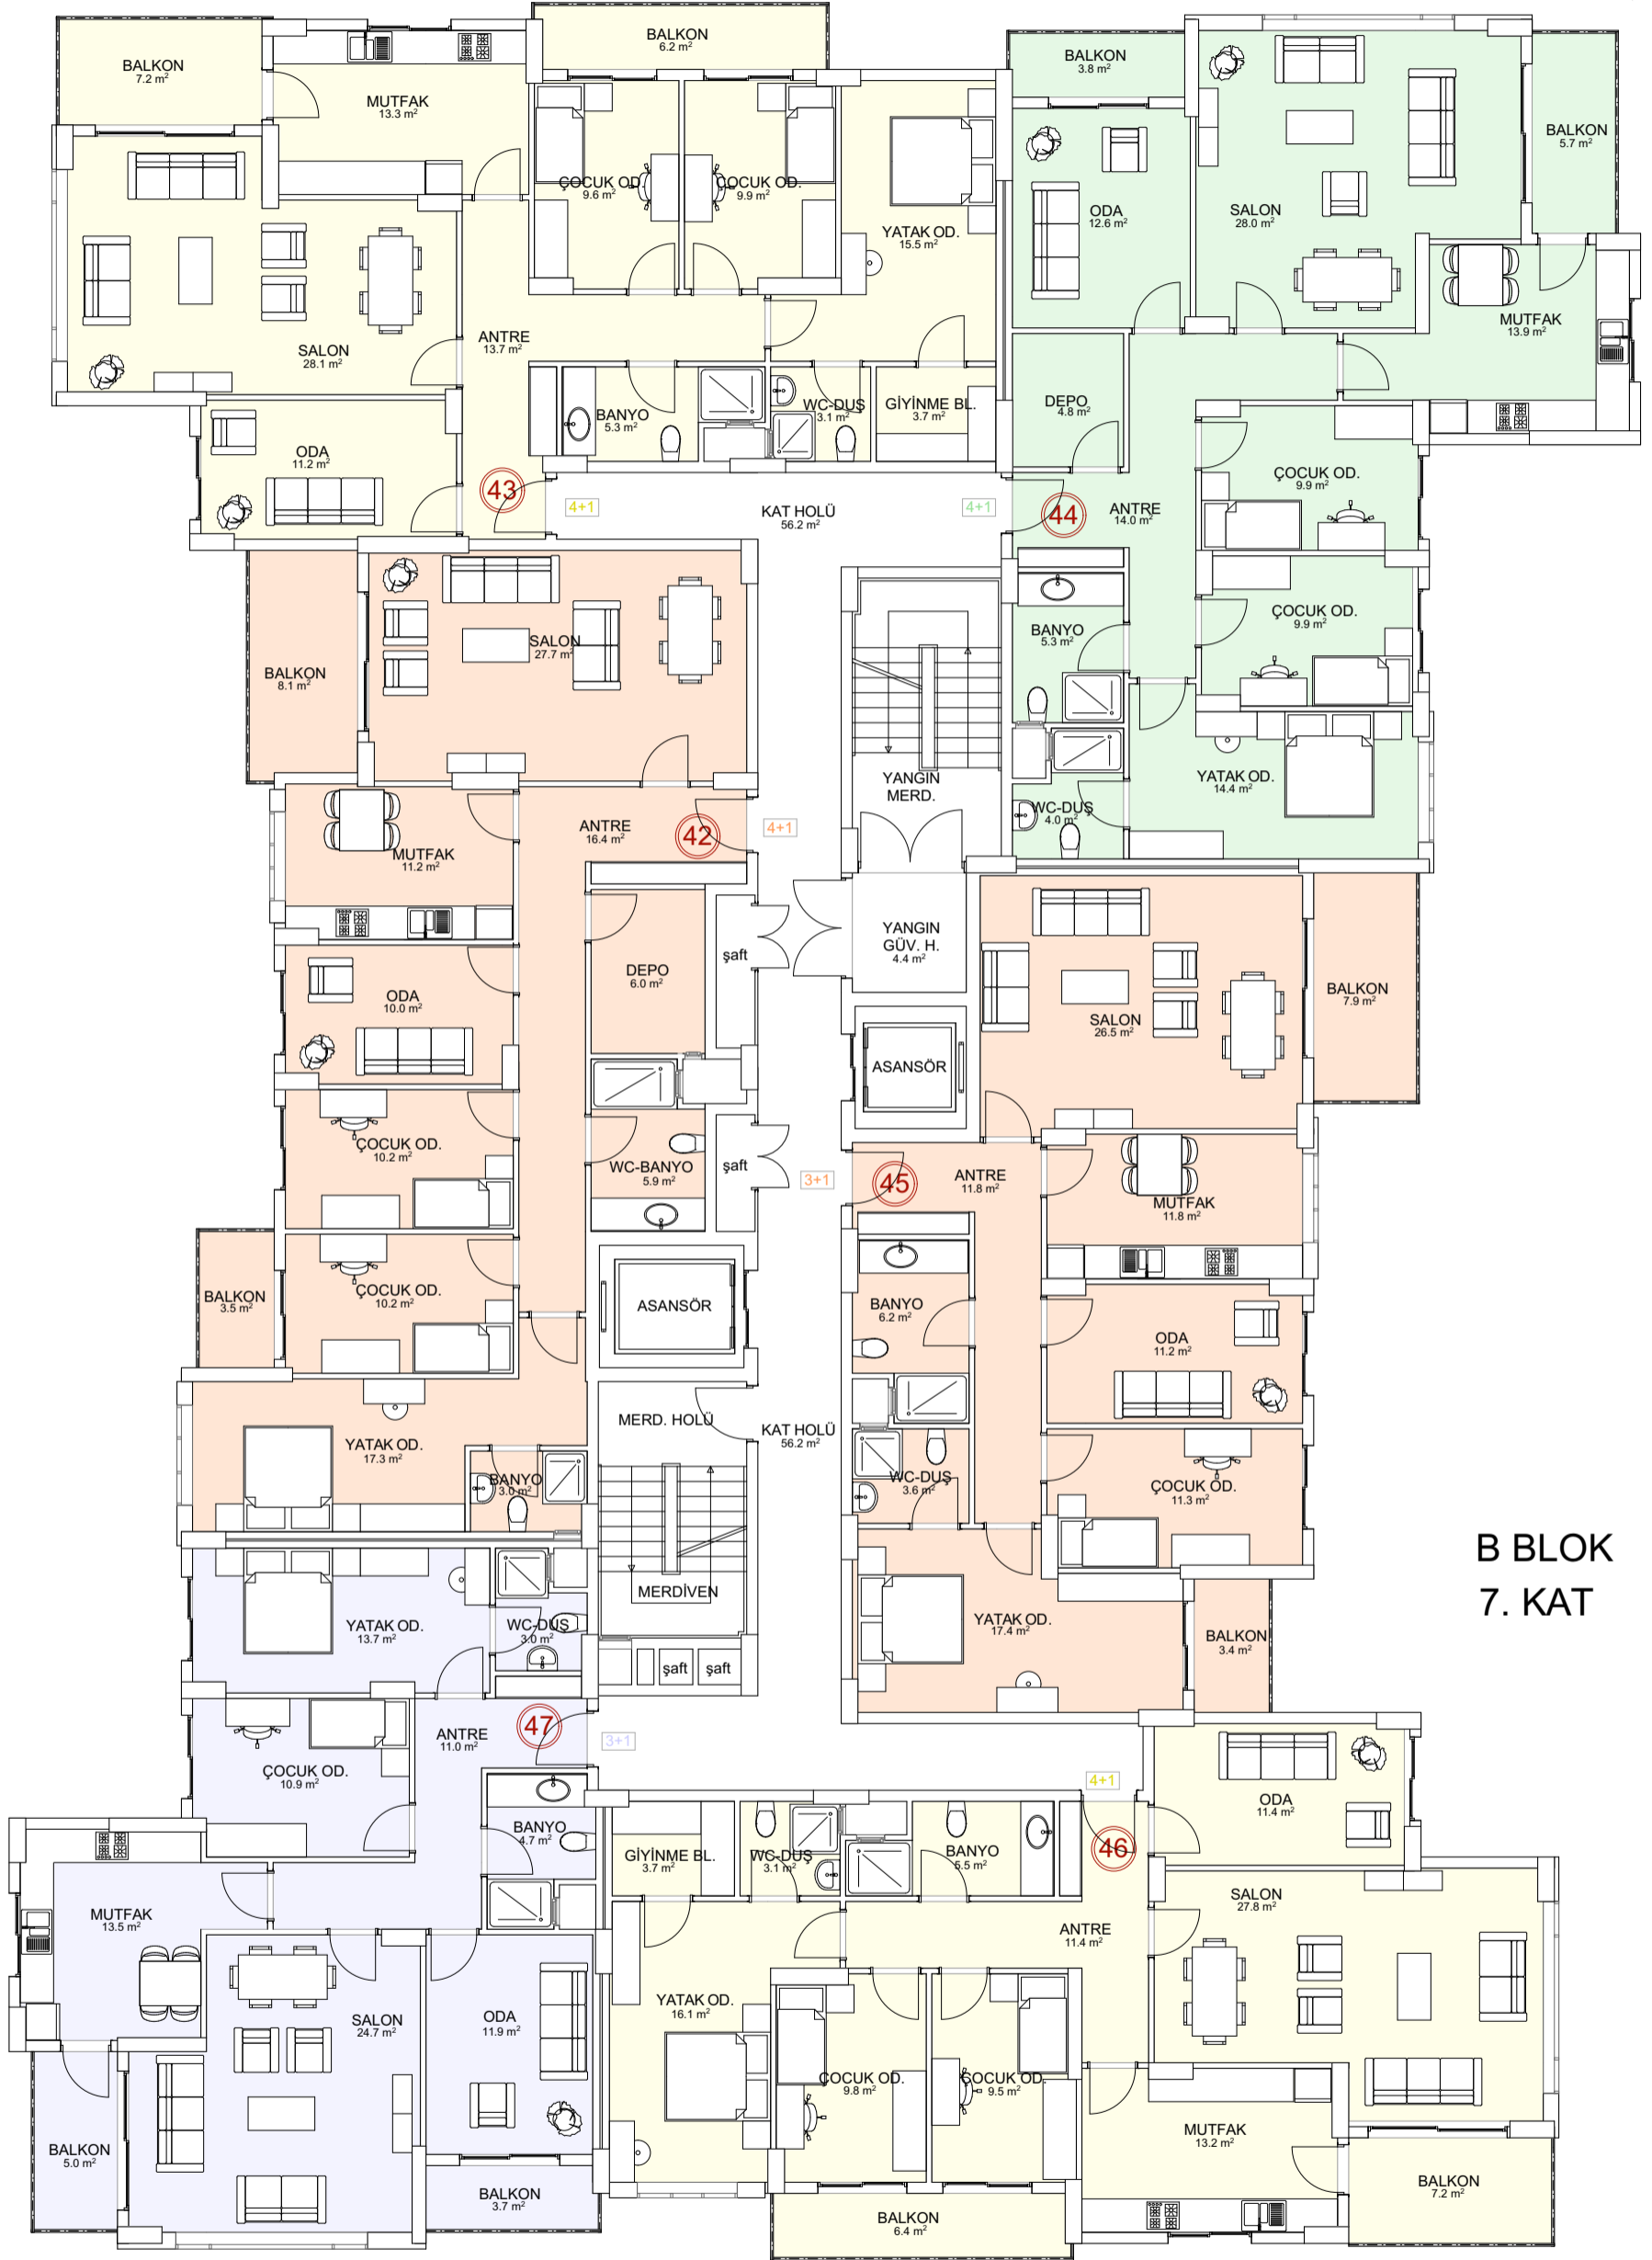 BALKON
7.2 m²
MUTFAK
13.3 m²
BALKON
6.2 m²
ÇOCUK OD.
9.6 m²
ÇOCUK OD.
9.9 m²
YATAK OD.
15.5 m²
SALON
28.1 m²
ANTRE
13.7 m²
BANYO
5.3 m²
WC-DUŞ
3.1 m²
GİYİNME BL.
3.7 m²
ODA
11.2 m²
43
4+1
KAT HOLÜ
56.2 m²
BALKON
3.8 m²
ODA
12.6 m²
SALON
28.0 m²
BALKON
5.7 m²
MUTFAK
13.9 m²
DEPO
4.8 m²
4+1
44
ANTRE
14.0 m²
ÇOCUK OD.
9.9 m²
ÇOCUK OD.
9.9 m²
BANYO
5.3 m²
YATAK OD.
14.4 m²
WC-DUŞ
4.0 m²
BALKON
8.1 m²
SALON
27.7 m²
YANGIN
MERD.
MUTFAK
11.2 m²
ANTRE
16.4 m²
42
4+1
ODA
10.0 m²
DEPO
6.0 m²
şaft
YANGIN
GÜV. H.
4.4 m²
ASANSÖR
ÇOCUK OD.
10.2 m²
WC-BANYO
5.9 m²
şaft
BALKON
3.5 m²
ÇOCUK OD.
10.2 m²
ASANSÖR
YATAK OD.
17.3 m²
BANYO
3.0 m²
MERD. HOLÜ
KAT HOLÜ
56.2 m²
MERDİVEN
şaft
şaft
SALON
26.5 m²
BALKON
7.9 m²
3+1
45
ANTRE
11.8 m²
MUTFAK
11.8 m²
BANYO
6.2 m²
ODA
11.2 m²
WC-DUŞ
3.6 m²
ÇOCUK OD.
11.3 m²
YATAK OD.
17.4 m²
BALKON
3.4 m²
B BLOK
7. KAT
YATAK OD.
13.7 m²
WC-DUŞ
3.0 m²
ANTRE
11.0 m²
47
3+1
ÇOCUK OD.
10.9 m²
BANYO
4.7 m²
MUTFAK
13.5 m²
SALON
24.7 m²
ODA
11.9 m²
BALKON
5.0 m²
BALKON
3.7 m²
4+1
46
ODA
11.4 m²
GİYİNME BL.
3.7 m²
WC-DUŞ
3.1 m²
BANYO
5.5 m²
SALON
27.8 m²
ANTRE
11.4 m²
YATAK OD.
16.1 m²
ÇOCUK OD.
9.8 m²
ÇOCUK OD.
9.5 m²
MUTFAK
13.2 m²
BALKON
7.2 m²
BALKON
6.4 m²